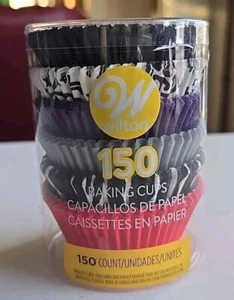 W
wilton
150
BAKING CUPS
CAPACILLOS DE PAPEL
CAISSETTES EN PAPIER
150 COUNT/UNIDADES/UNITÉS